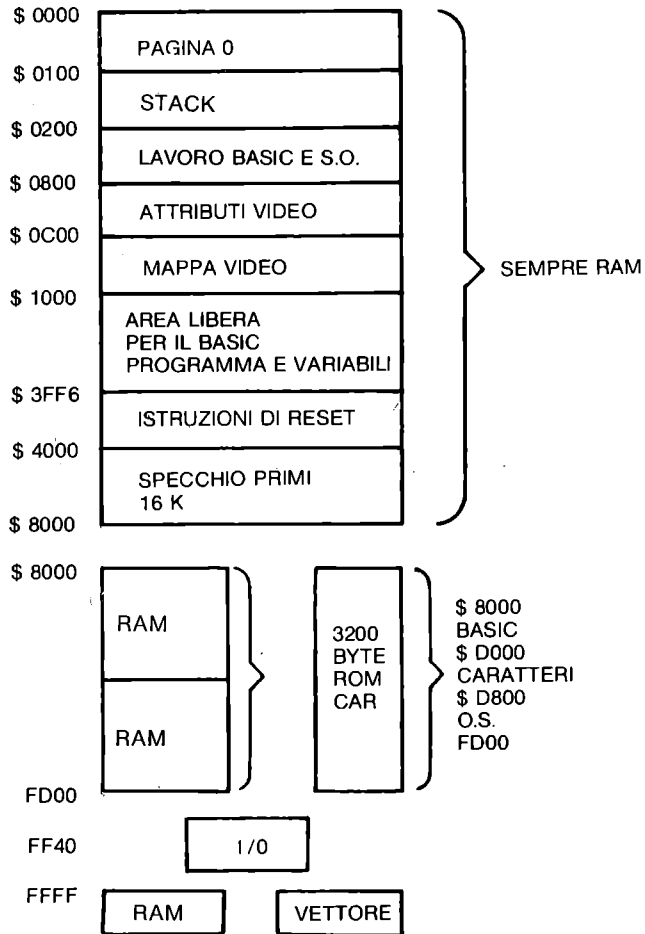 $ 0000
PAGINA 0
$ 0100
STACK
$ 0200
LAVORO BASIC E S.O.
$ 0800
ATTRIBUTI VIDEO
$ 0C00
MAPPA VIDEO
SEMPRE RAM
$ 1000
AREA LIBERA
PER IL BASIC
PROGRAMMA E VARIABILI
$ 3FF6
ISTRUZIONI DI RESET
$ 4000
SPECCHIO PRIMI
16 K
$ 8000
$ 8000
RAM
RAM
3200
BYTE
ROM
CAR
$ 8000
BASIC
$ D000
CARATTERI
$ D800
O.S.
FD00
FD00
FF40
1/0
FFFF
RAM
VETTORE